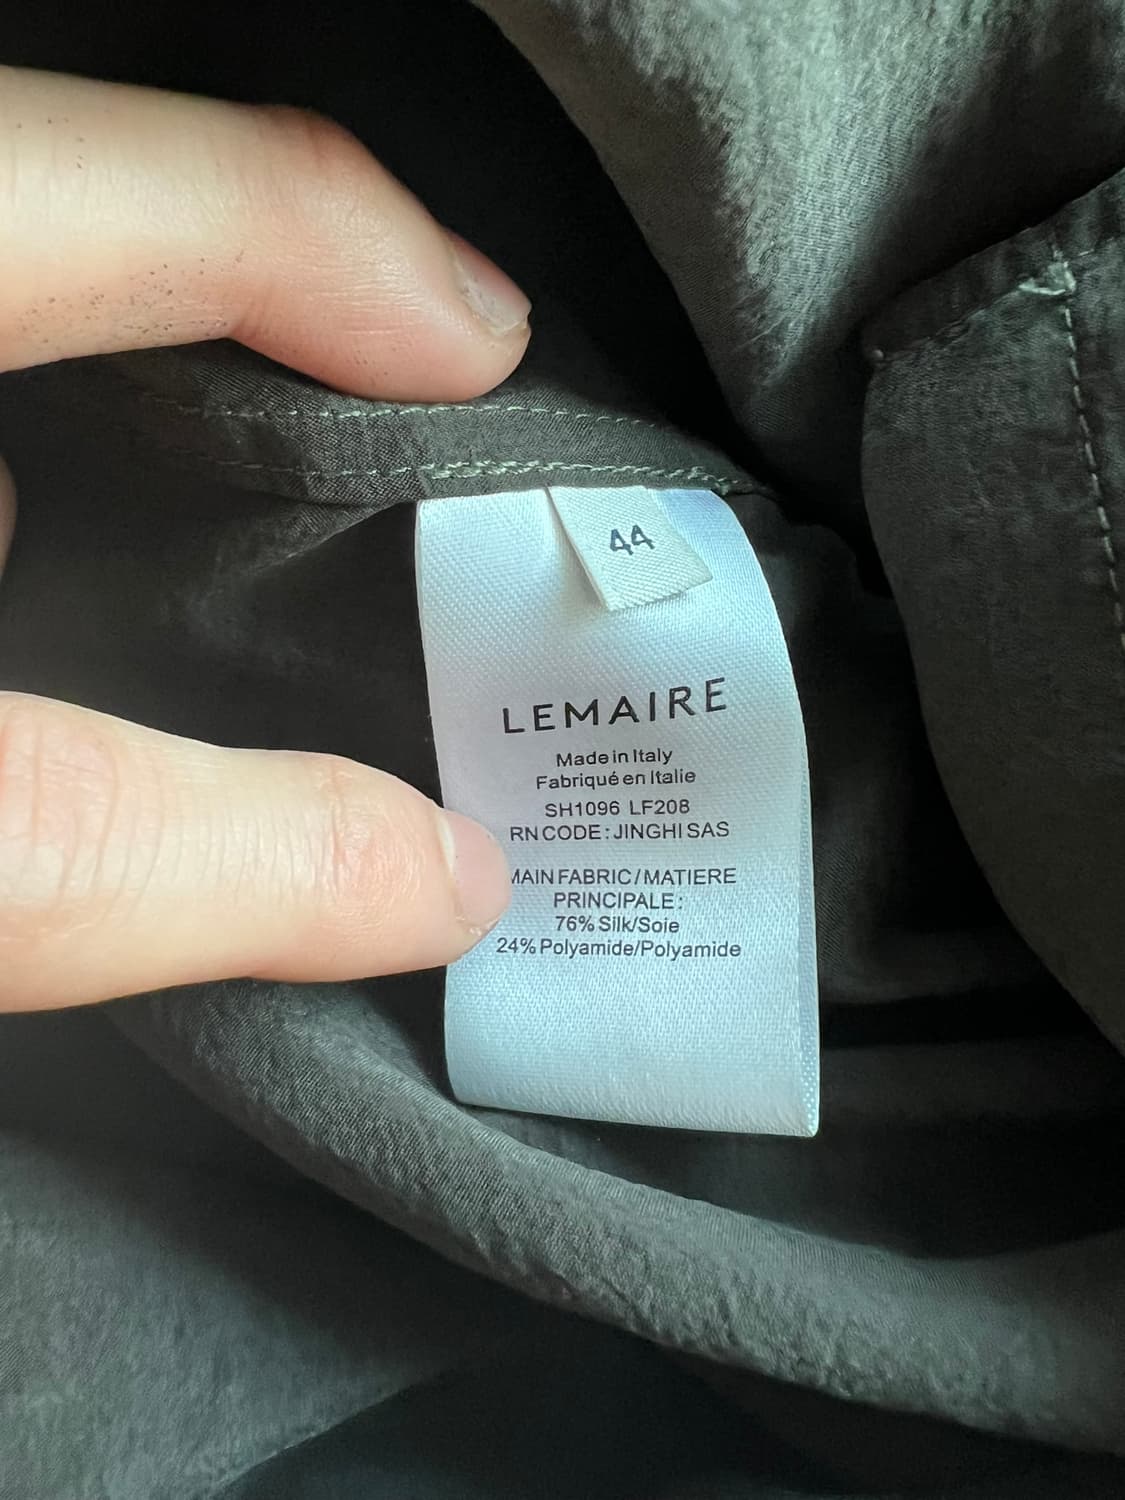 44
LEMAIRE
Made in Italy
Fabriqué en Italie
SH1096 LF208
RN CODE : JINGHI SAS
MAIN FABRIC / MATIERE
PRINCIPALE :
76% Silk/Soie
24% Polyamide/Polyamide